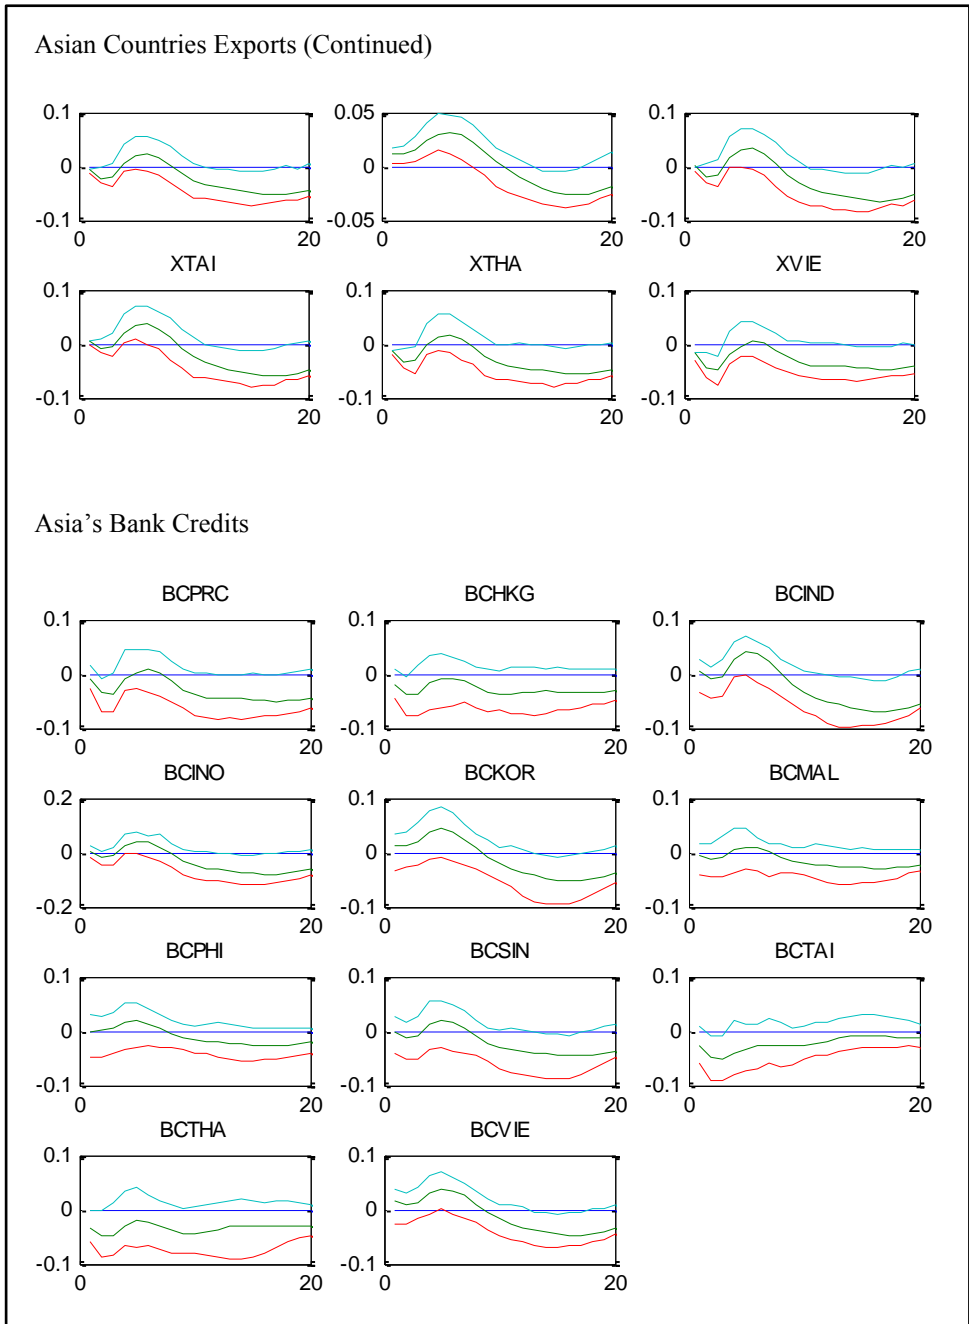 Asian Countries Exports (Continued)
0.1 0.05 0.1
0 0 0
-0.1 -0.05 -0.1
0 20 0 20 0 20
XTAI XTHA XVIE
0.1 0.1 0.1
0 0 0
-0.1 -0.1 -0.1
0 20 0 20 0 20
Asia’s Bank Credits
BCPRC BCHKG BCIND
0.1 0.1 0.1
0 0 0
-0.1 -0.1 -0.1
0 20 0 20 0 20
BCINO BCKOR BCMAL
0.2 0.1 0.1
0 0 0
-0.2 -0.1 -0.1
0 20 0 20 0 20
BCPHI BCSIN BCTAI
0.1 0.1 0.1
0 0 0
-0.1 -0.1 -0.1
0 20 0 20 0 20
BCTHA BCVIE
0.1 0.1
0 0
-0.1 -0.1
0 20 0 20